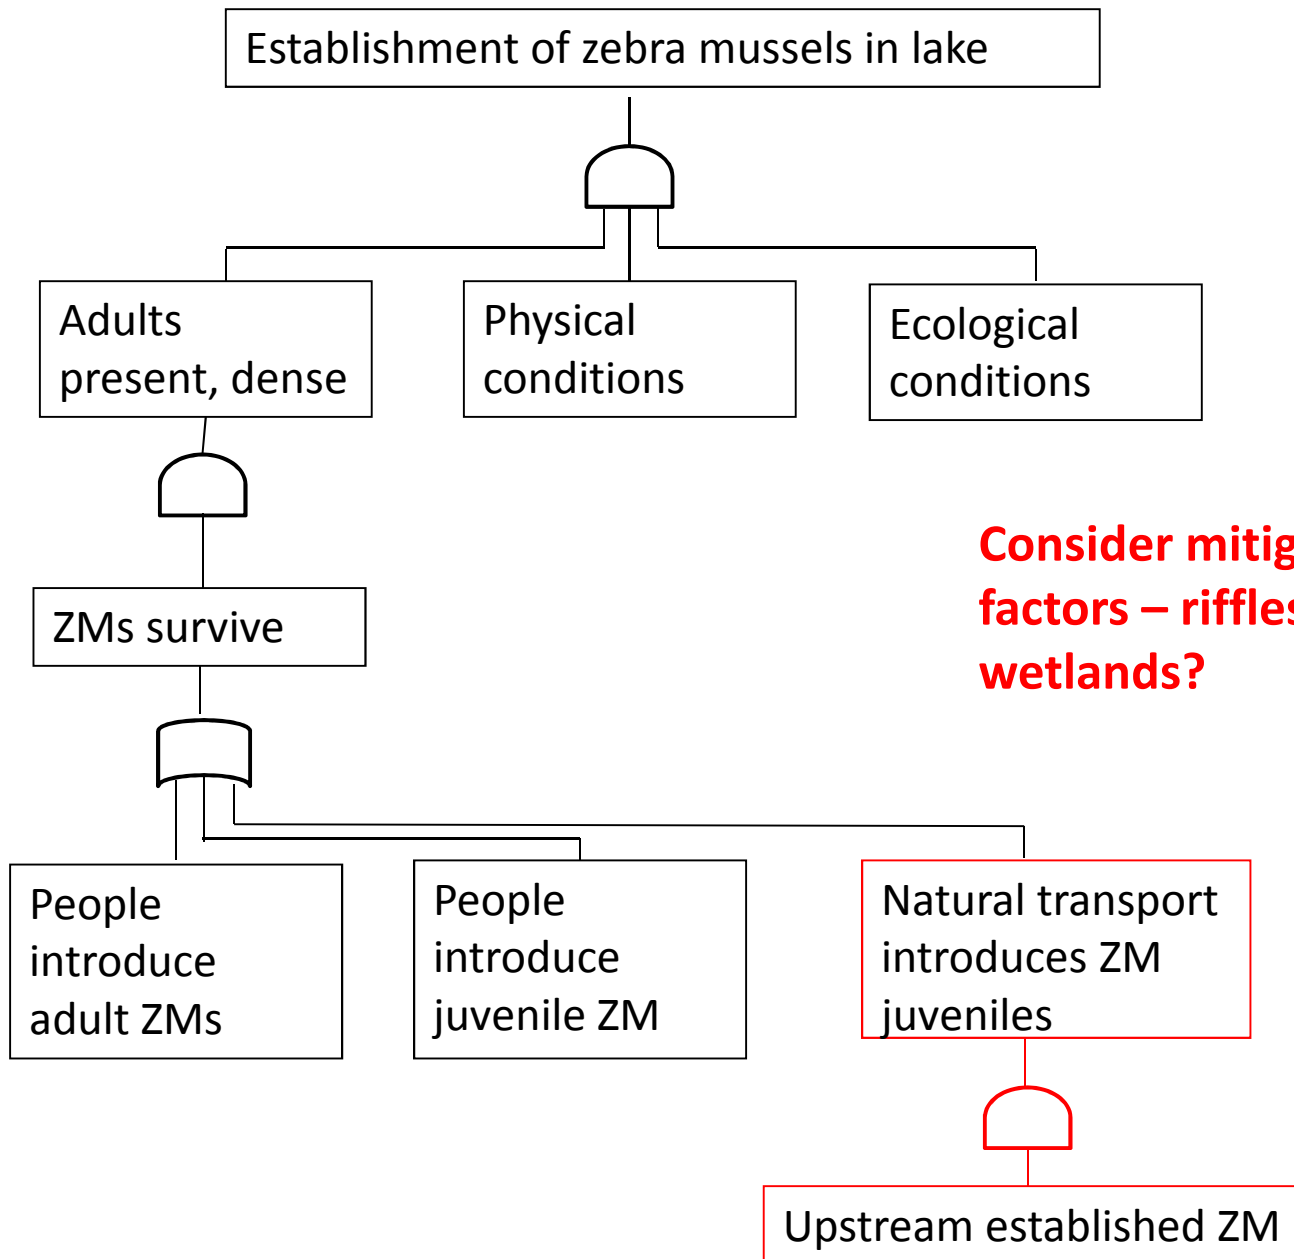 Establishment of zebra mussels in lake
Adults
present, dense
Physical
conditions
Ecological
conditions
Consider
factors – riffles
wetlands?
ZMs survive
People
introduce
adult ZMs
People
introduce
juvenile ZM
Natural transport
introduces ZM
juveniles
Upstream established ZM